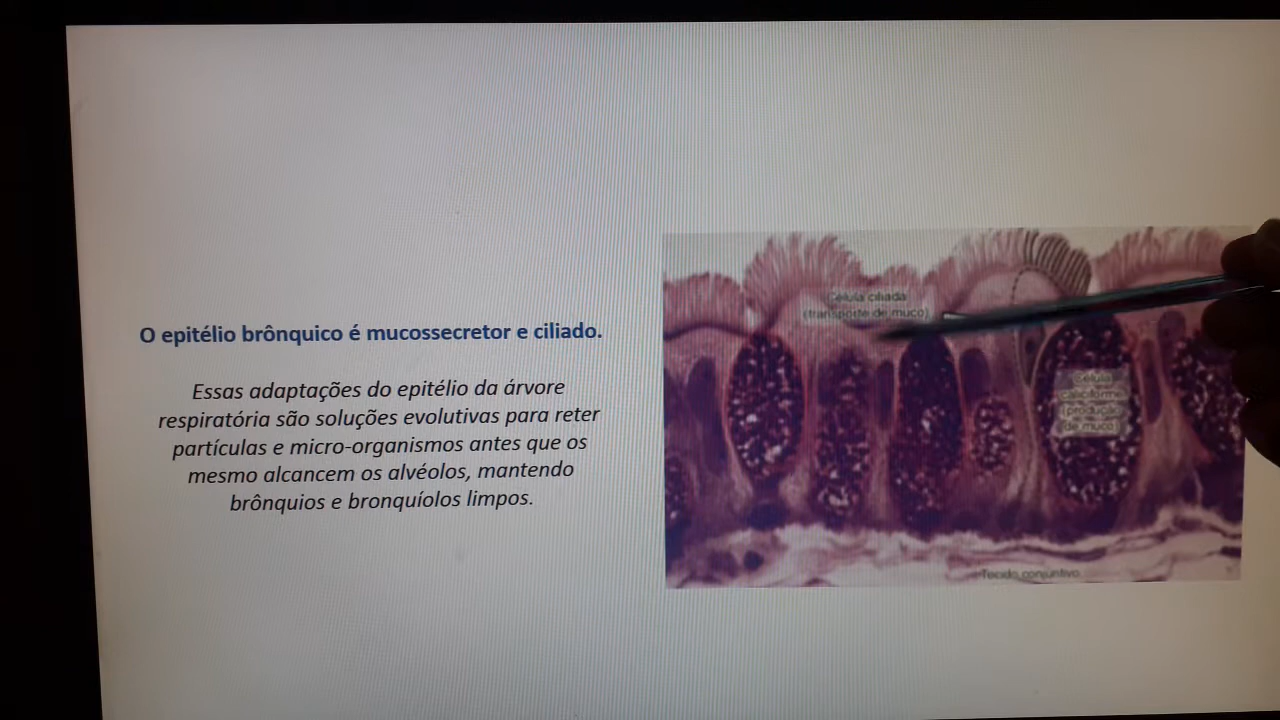 O epitélio brônquico é mucossecretor e ciliado.
Essas adaptações do epitélio da árvore
respiratória são soluções evolutivas para reter
partículas e micro-organismos antes que os
mesmo alcancem os alvéolos, mantendo
brônquios e bronquíolos limpos.
Célula ciliada
(transporte de muco)
Célula
caliciforme
(produção
de muco)
Tecido conjuntivo